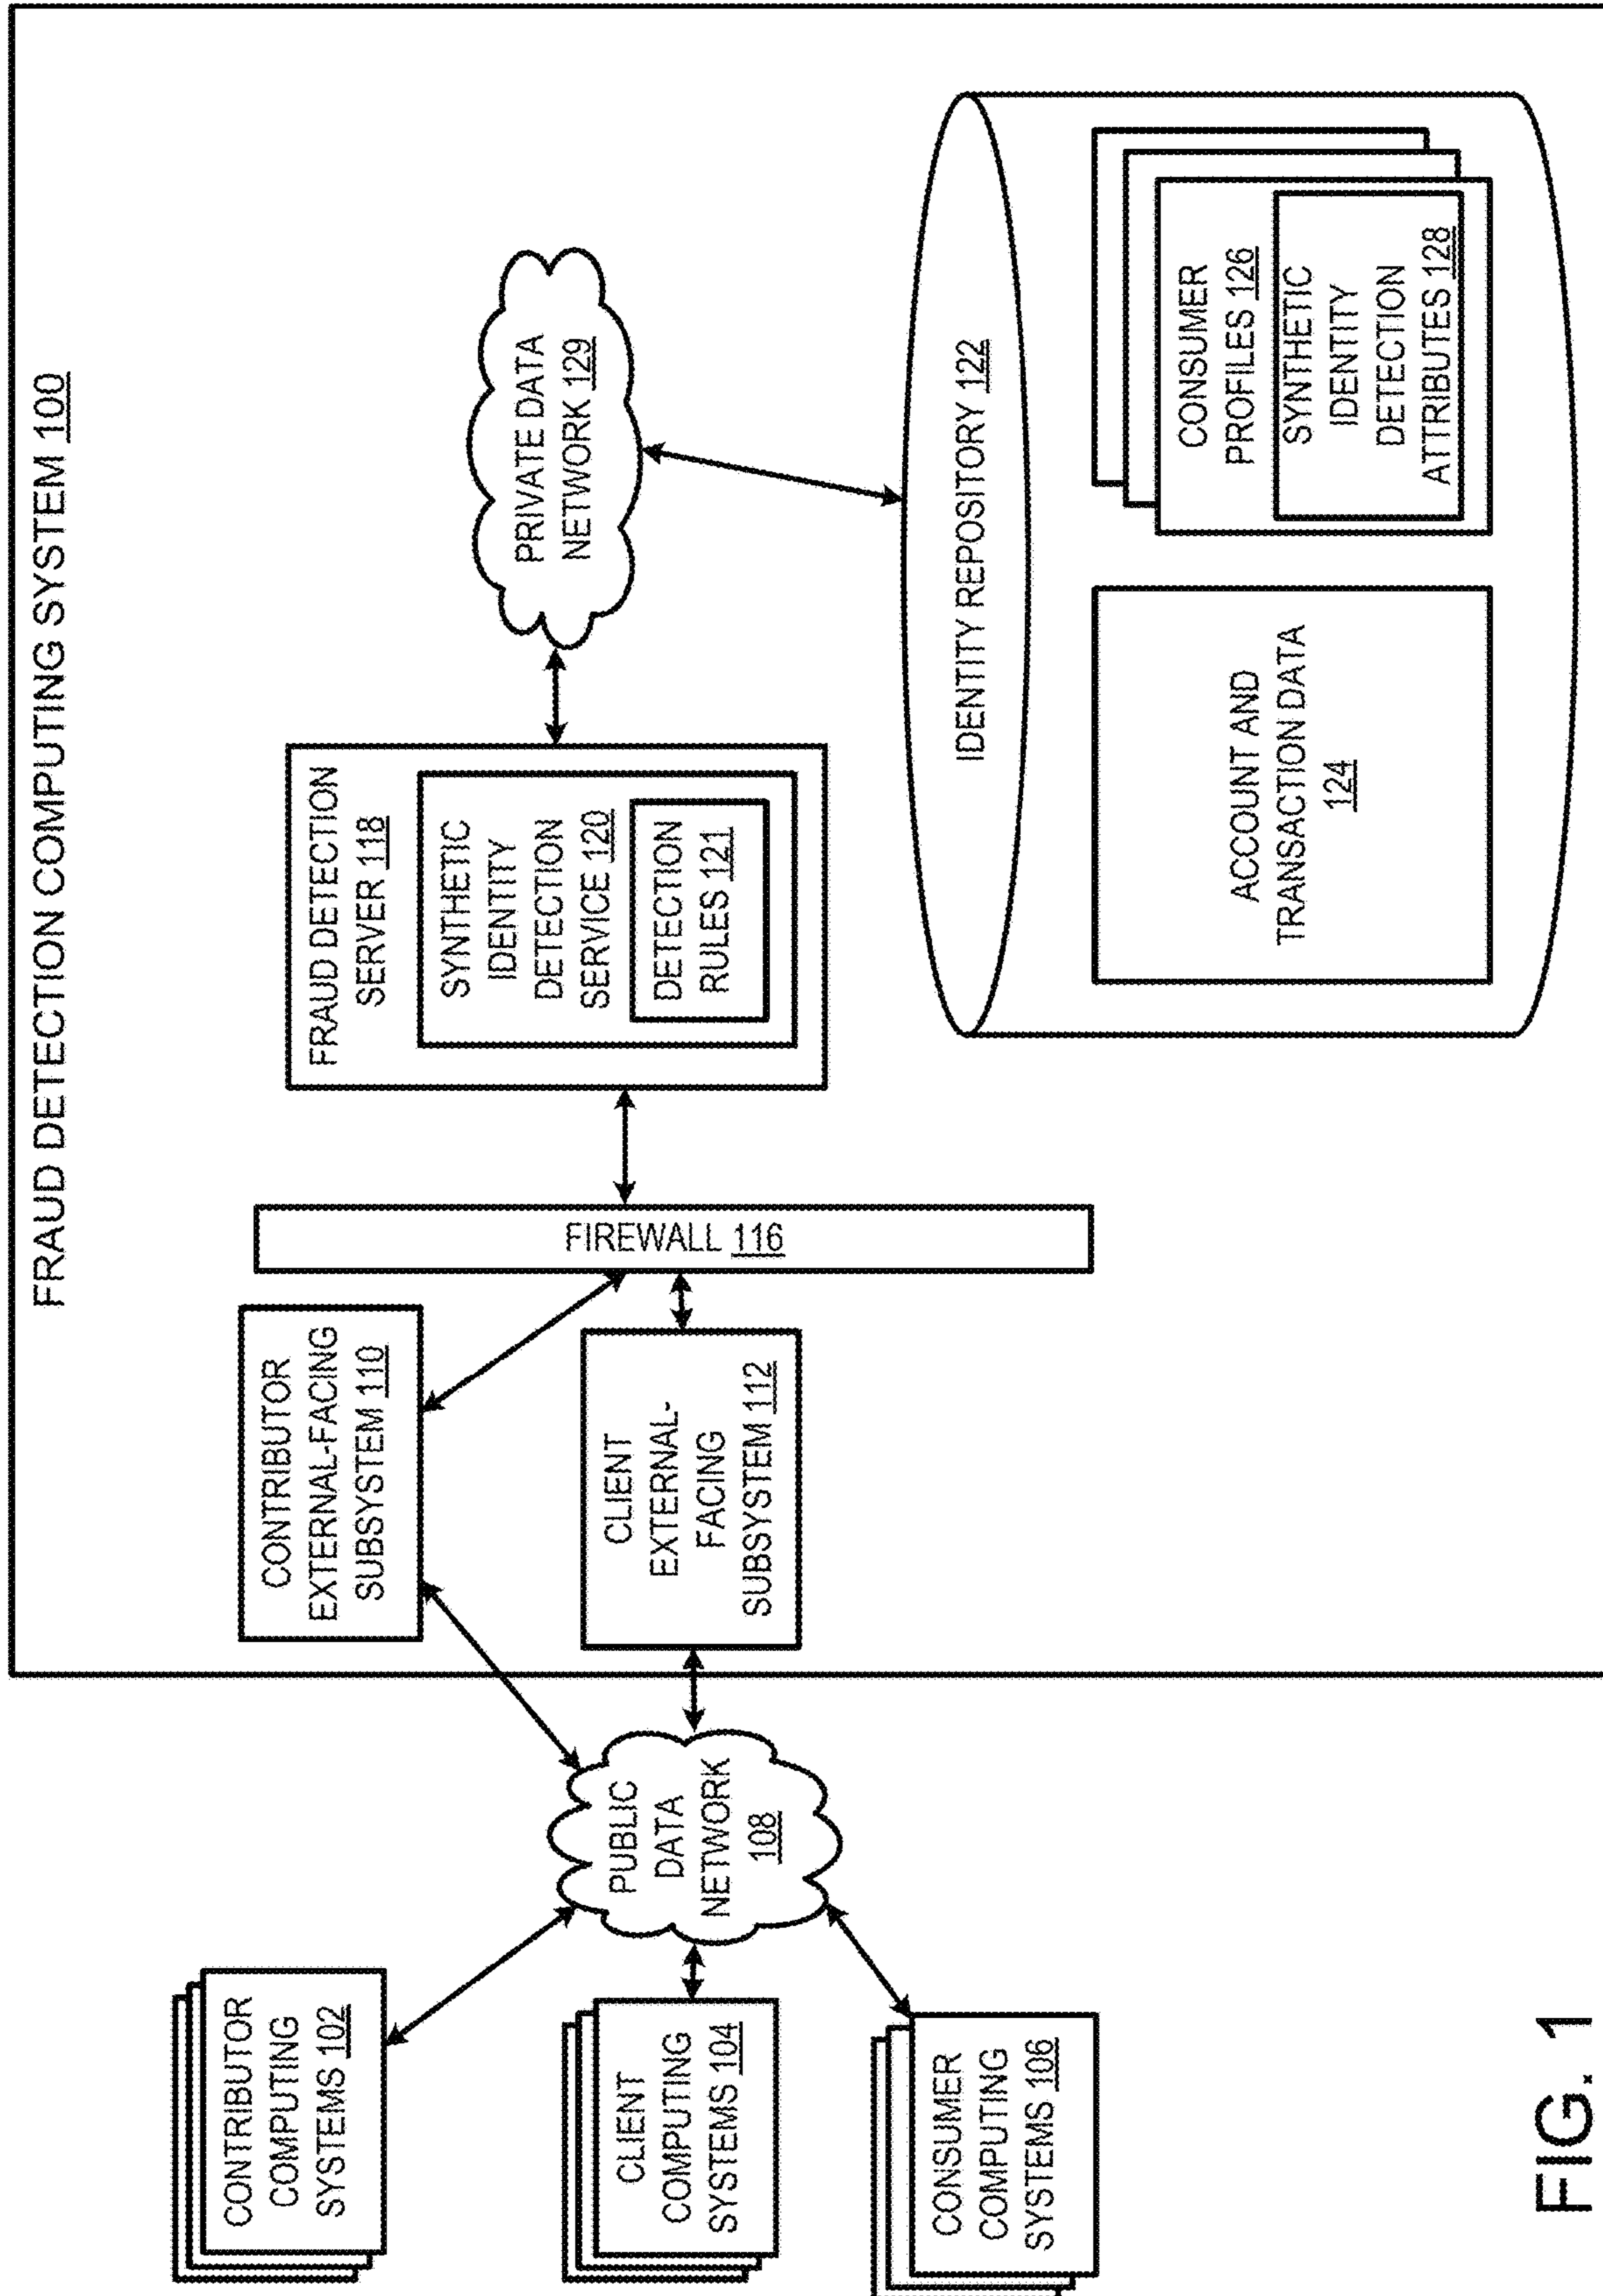 FRAUD DETECTION COMPUTING SYSTEM 100
CONTRIBUTOR
COMPUTING
SYSTEMS 102
CLIENT
COMPUTING
SYSTEMS 104
CONSUMER
COMPUTING
SYSTEMS 106
PUBLIC
DATA
NETWORK
108
CONTRIBUTOR
EXTERNAL-FACING
SUBSYSTEM 110
CLIENT
EXTERNAL-
FACING
SUBSYSTEM 112
FIREWALL 116
FRAUD DETECTION
SERVER 118
SYNTHETIC
IDENTITY
DETECTION
SERVICE 120
DETECTION
RULES 121
PRIVATE DATA
NETWORK 129
IDENTITY REPOSITORY 122
ACCOUNT AND
TRANSACTION DATA
124
CONSUMER
PROFILES 126
SYNTHETIC
IDENTITY
DETECTION
ATTRIBUTES 128
FIG. 1